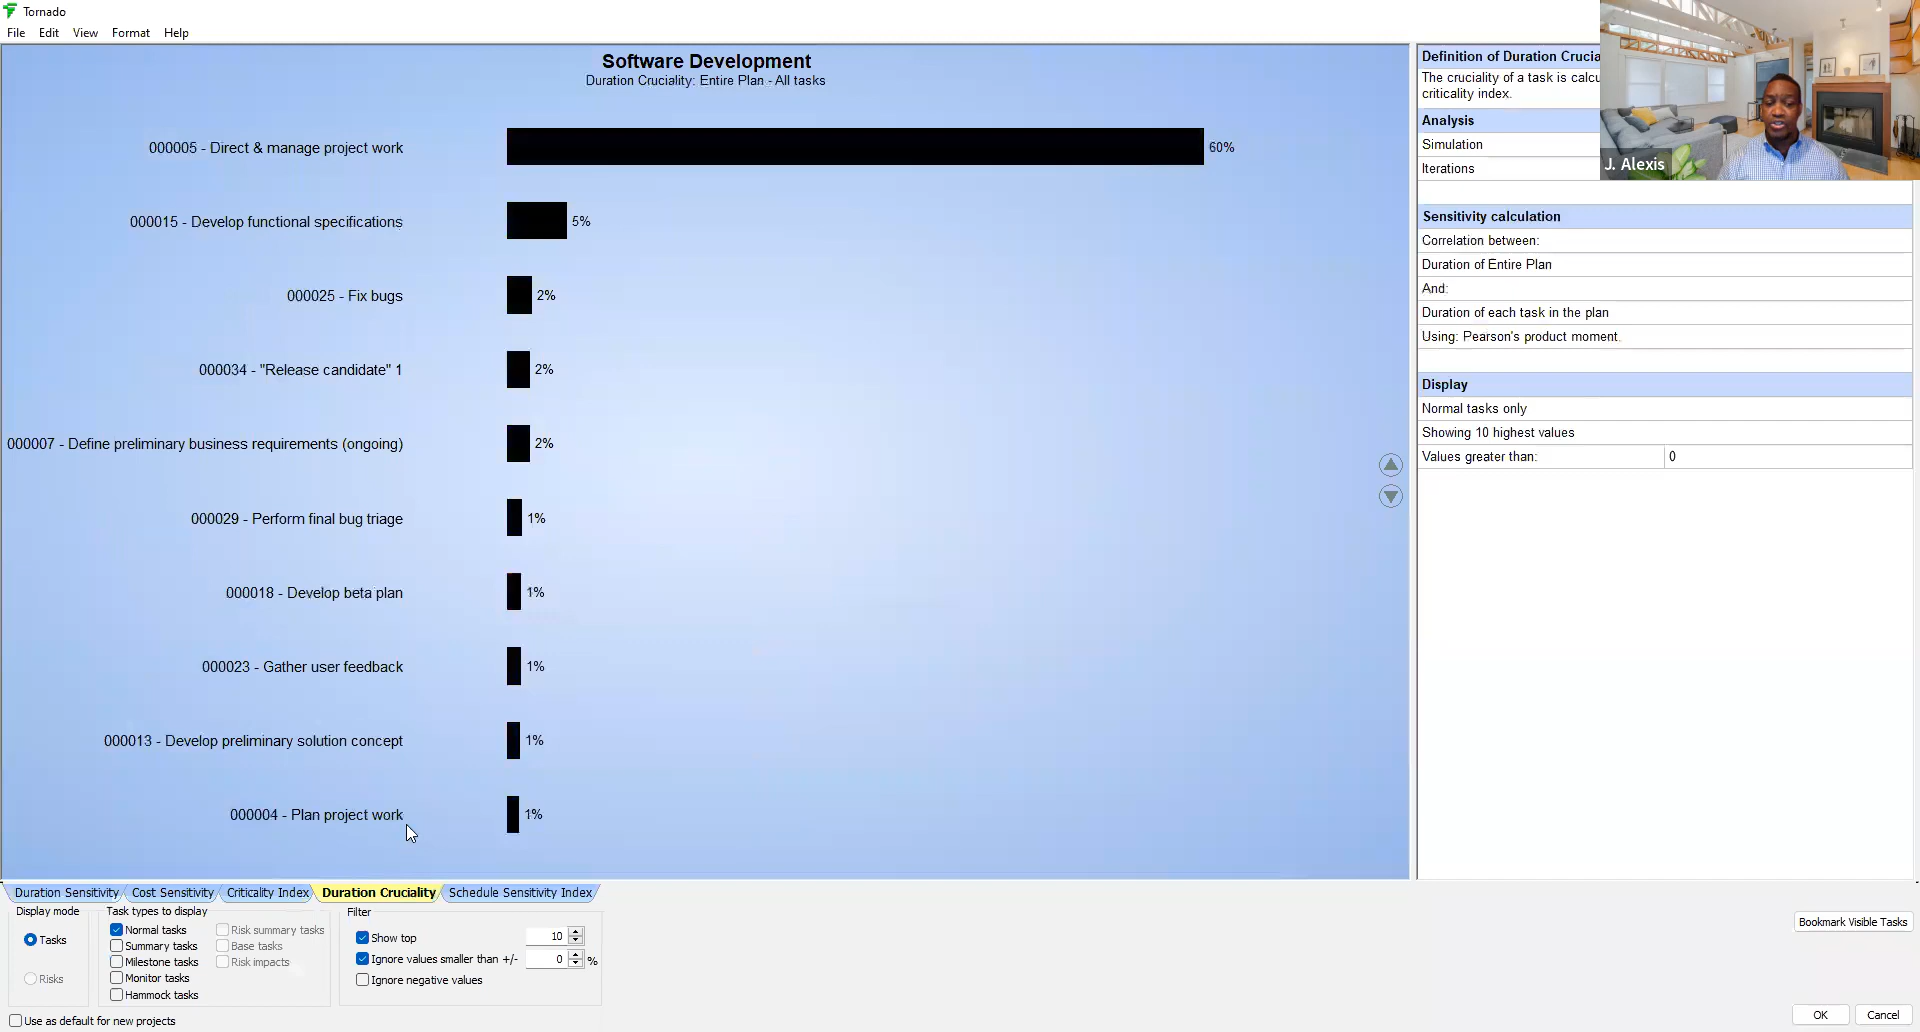 Tornado
File Edit View Format Help
Software Development
Duration Cruciality: Entire Plan - All tasks
000005 - Direct & manage project work 60%
000015 - Develop functional specifications 5%
000025 - Fix bugs 2%
000034 - "Release candidate" 1 2%
000007 - Define preliminary business requirements (ongoing) 2%
000029 - Perform final bug triage 1%
000018 - Develop beta plan 1%
000023 - Gather user feedback 1%
000013 - Develop preliminary solution concept 1%
000004 - Plan project work 1%
Definition of Duration
The cruciality of a task is
criticality index.
Analysis
Simulation
Iterations
J. Alexis
Sensitivity calculation
Correlation between:
Duration of Entire Plan
And:
Duration of each task in the plan
Using: Pearson's product moment.
Display
Normal tasks only
Showing 10 highest values
Values greater than: 0
Duration Sensitivity Cost Sensitivity Criticality Index Duration Cruciality Schedule Sensitivity Index
Display mode
Tasks
Risks
Task types to display
Normal tasks
Summary tasks
Milestone tasks
Monitor tasks
Hammock tasks
Risk summary tasks
Base tasks
Risk impacts
Filter
Show top 10
Ignore values smaller than +/- 0 %
Ignore negative values
Use as default for new projects
Bookmark Visible Tasks
OK Cancel